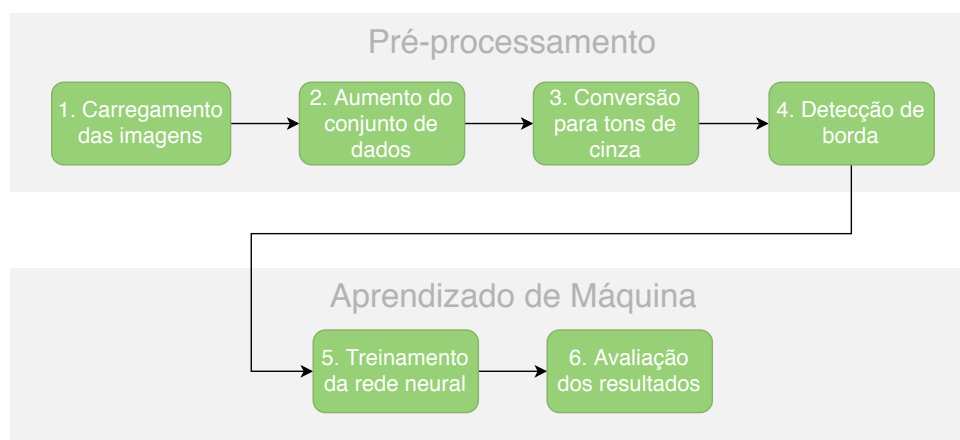 Pré-processamento
1. Carregamento
das imagens
2. Aumento do
conjunto de
dados
3. Conversão
para tons de
cinza
4. Detecção de
borda
Aprendizado de Máquina
5. Treinamento
da rede neural
6. Avaliação
dos resultados